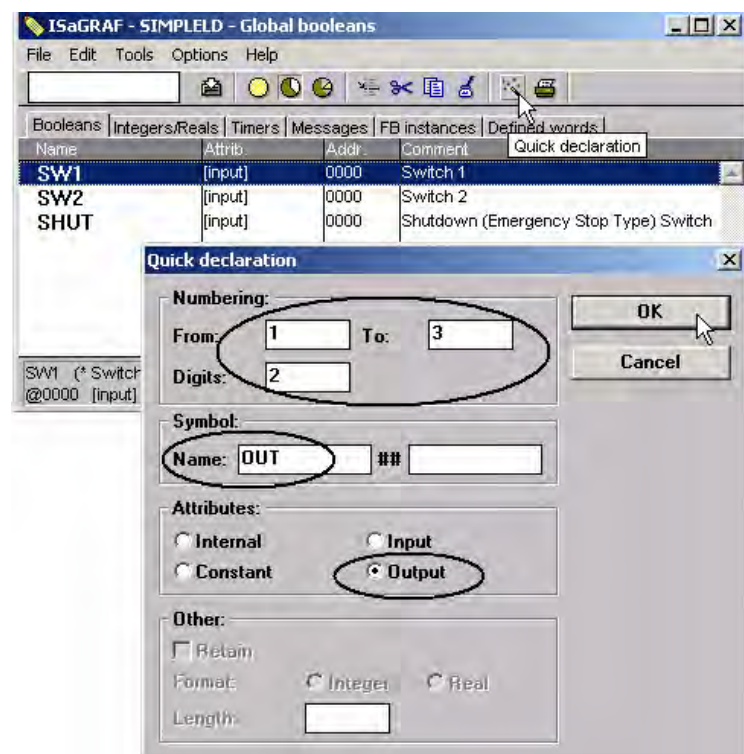 ISaGRAF - SIMPLELD - Global booleans
File Edit Tools Options Help
Booleans Integers/Reals Timers Messages FB instances Defined words
Quick declaration
Name Attrib. Addr. Comment
SW1 [input] 0000 Switch 1
SW2 [input] 0000 Switch 2
SHUT [input] 0000 Shutdown (Emergency Stop Type) Switch
SW1 (* Switch
@0000 [input]
Quick declaration
Numbering:
From: 1 To: 3
Digits: 2
OK
Cancel
Symbol:
Name: OUT ##
Attributes:
Internal Input
Constant Output
Other:
Retain
Format: Integer Real
Length: